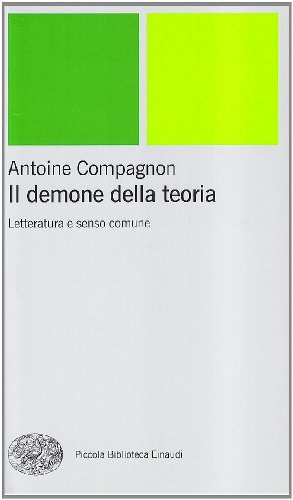 Antoine Compagnon
Il demone della teoria
Letteratura e senso comune
Piccola Biblioteca Einaudi